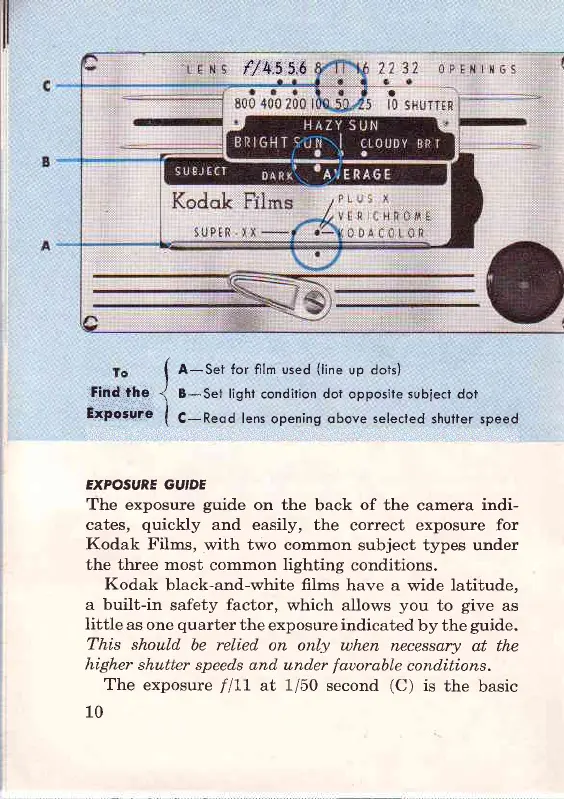 LENS f/4.5 5.6 8 11 16 22 32 OPENINGS
C
800 400 200 100 50 25 10 SHUTTER
HAZY SUN
BRIGHT SUN | CLOUDY BRT
B
SUBJECT DARK AVERAGE
Kodak Films PLUS X
VERICHROME
SUPER-XX — KODACOLOR
A
To Find the Exposure
A—Set for film used (line up dots)
B—Set light condition dot opposite subject dot
C—Read lens opening above selected shutter speed
EXPOSURE GUIDE
The exposure guide on the back of the camera indi-
cates, quickly and easily, the correct exposure for
Kodak Films, with two common subject types under
the three most common lighting conditions.
Kodak black-and-white films have a wide latitude,
a built-in safety factor, which allows you to give as
little as one quarter the exposure indicated by the guide.
This should be relied on only when necessary at the
higher shutter speeds and under favorable conditions.
The exposure f/11 at 1/50 second (C) is the basic
10